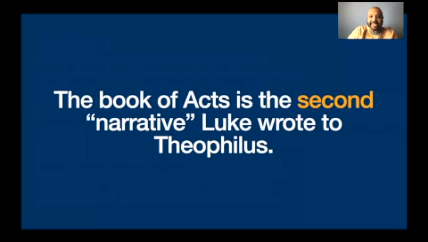 The book of Acts is the second
“narrative” Luke wrote to
Theophilus.